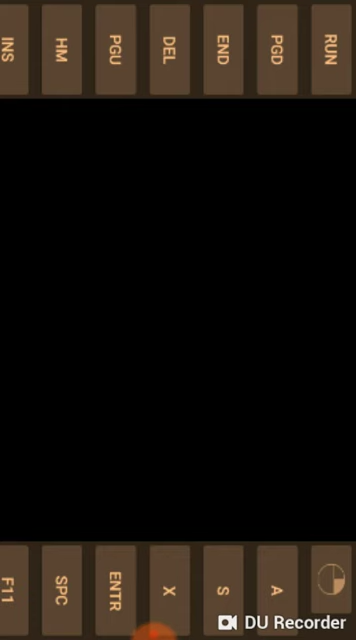 INS
HM
PGU
DEL
END
PGD
RUN
F11
SPC
ENTR
X
S
A
DU Recorder